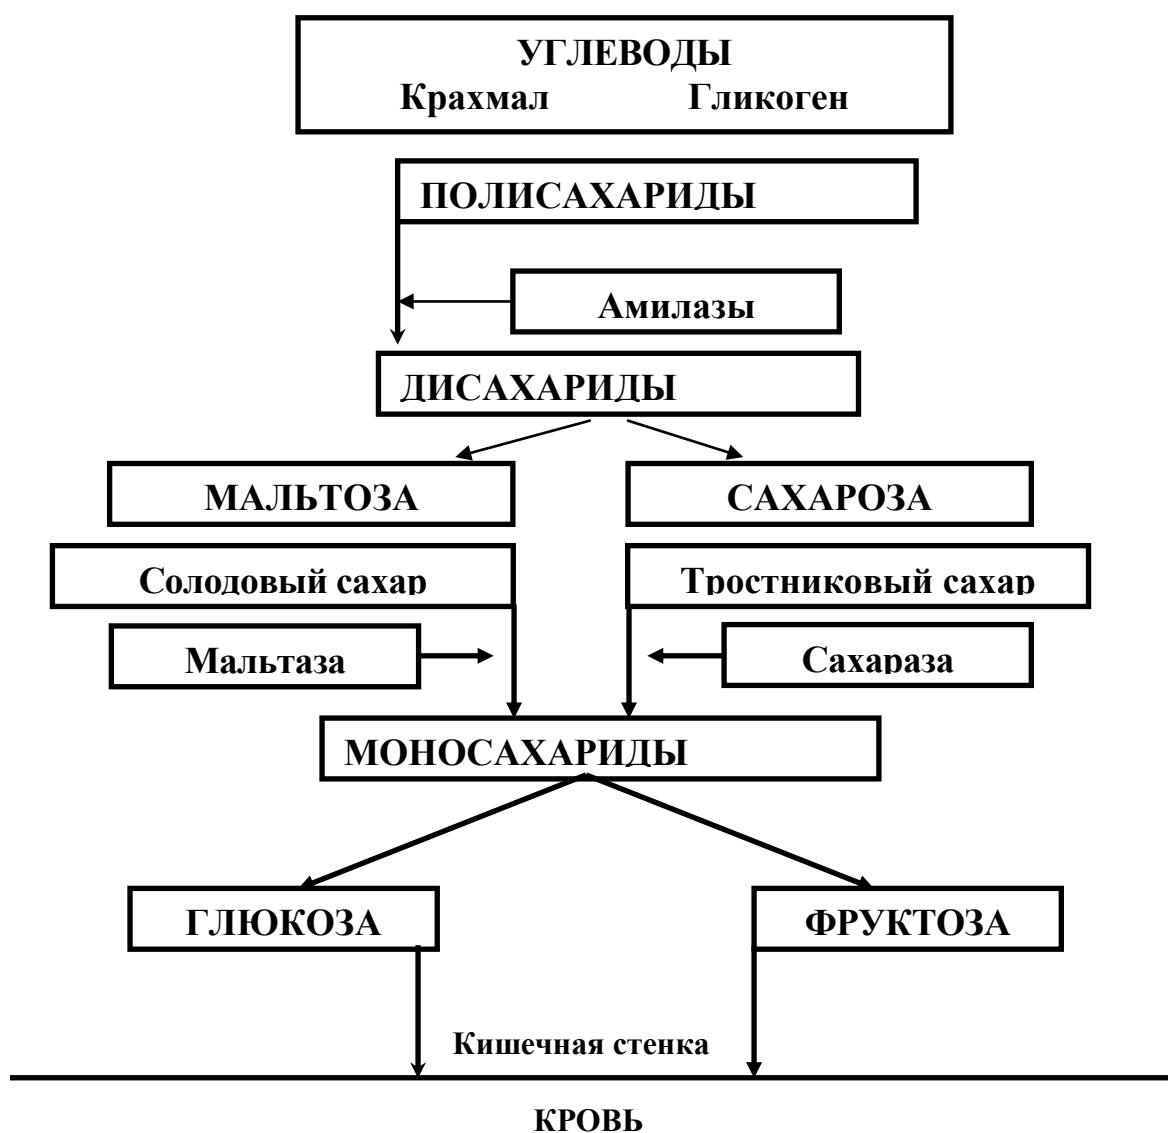 УГЛЕВОДЫ
Крахмал Гликоген
ПОЛИСАХАРИДЫ
Амилазы
ДИСАХАРИДЫ
МАЛЬТОЗА САХАРОЗА
Солодовый сахар Тростниковый сахар
Мальтаза Сахараза
МОНОСАХАРИДЫ
ГЛЮКОЗА ФРУКТОЗА
Кишечная стенка
КРОВЬ